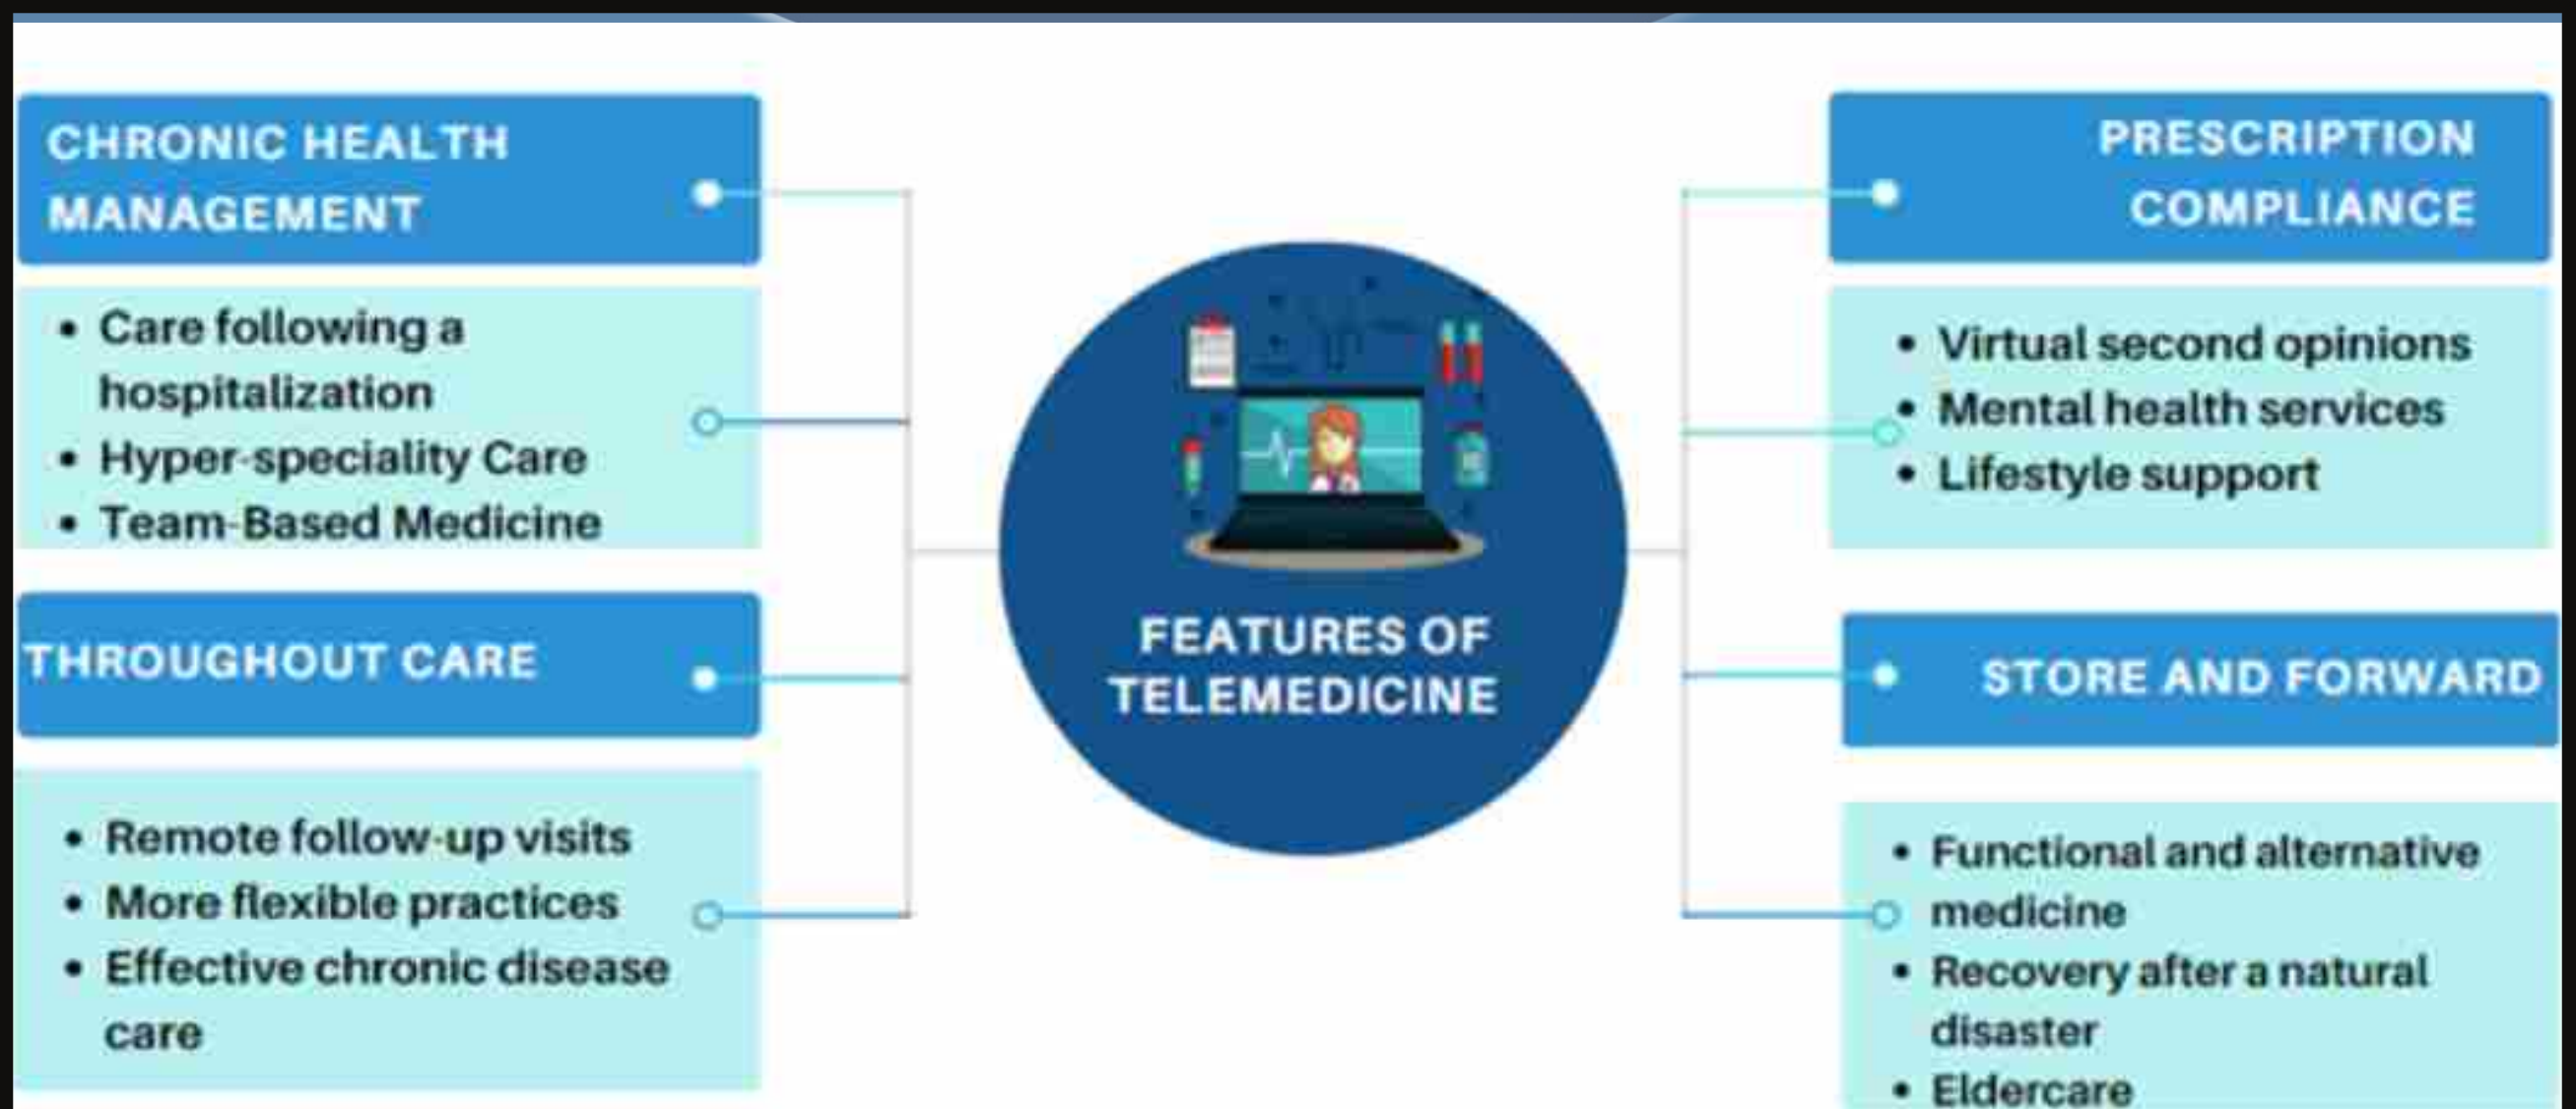 CHRONIC HEALTH
MANAGEMENT
• Care following a
hospitalization
• Hyper-speciality Care
• Team-Based Medicine
THROUGHOUT CARE
• Remote follow-up visits
• More flexible practices
• Effective chronic disease
care
FEATURES OF
TELEMEDICINE
PRESCRIPTION
COMPLIANCE
• Virtual second opinions
• Mental health services
• Lifestyle support
STORE AND FORWARD
• Functional and alternative
medicine
• Recovery after a natural
disaster
• Eldercare